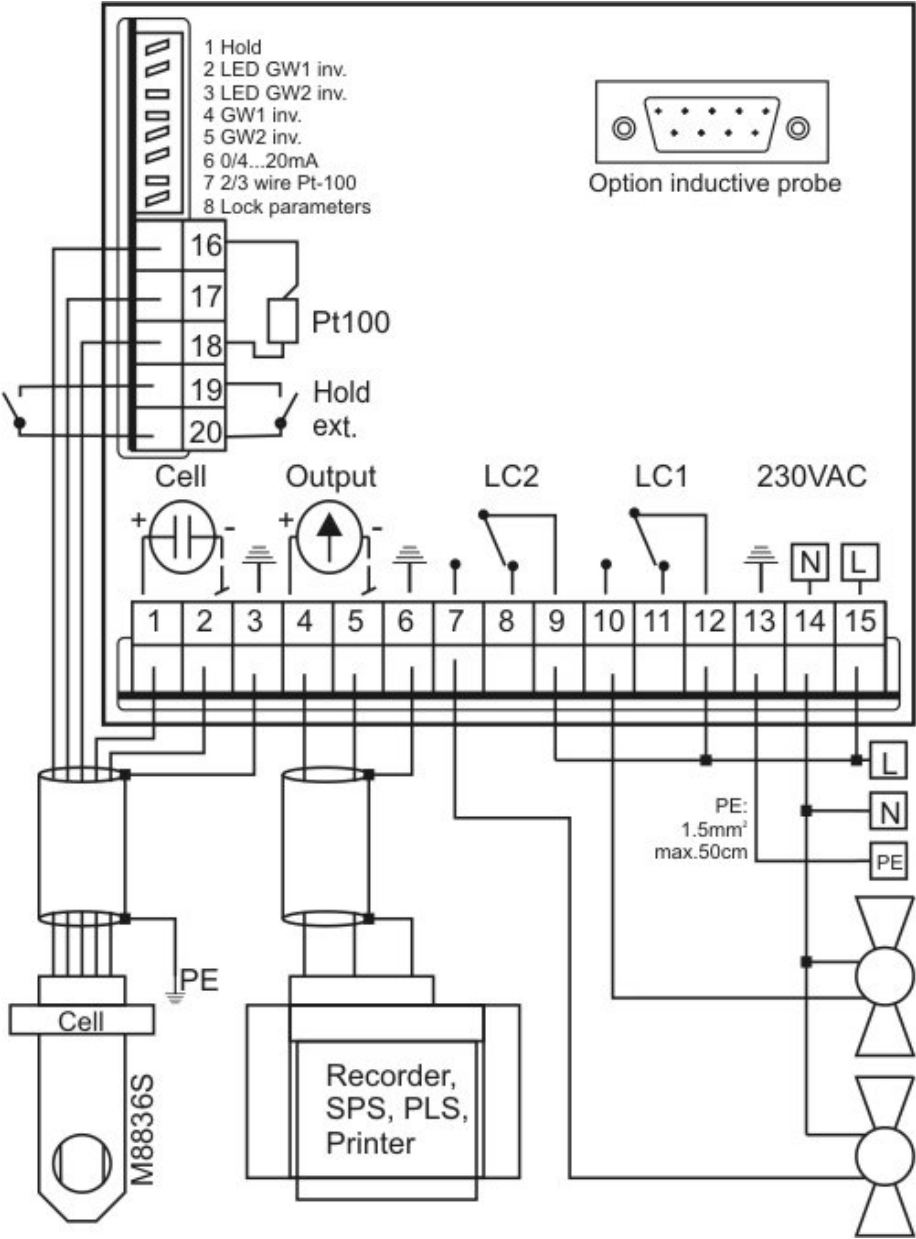 1 Hold
2 LED GW1 inv.
3 LED GW2 inv.
4 GW1 inv.
5 GW2 inv.
6 0/4...20mA
7 2/3 wire Pt-100
8 Lock parameters
Option inductive probe
16
17
18
19
20
Pt100
Hold
ext.
Cell
Output
LC2
LC1
230VAC
+ -
+ -
N L
1 2 3 4 5 6 7 8 9 10 11 12 13 14 15
L
N
PE
PE:
1.5mm²
max.50cm
PE
Cell
M8836S
Recorder,
SPS, PLS,
Printer